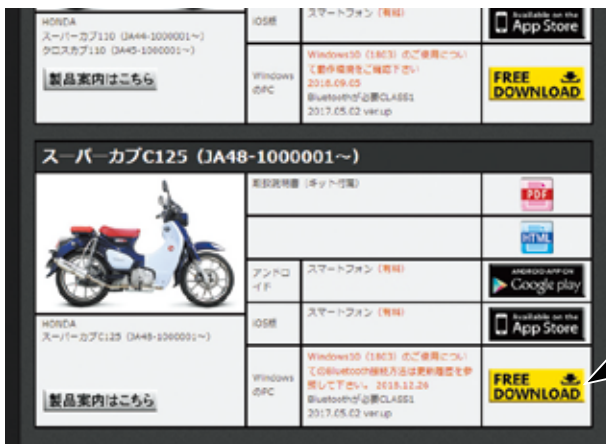 HONDA
スーパーカブ110 (JA44-1000001～)
クロスカブ110 (JA45-1000001～)
製品案内はこちら
iOS様
スマートフォン (有料)
Available on the
App Store
Windows
のPC
Windows10 (1803) のご使用につい
て動作環境をご確認下さい
2018.09.05
Bluetoothが必要CLASS1
2017.05.02 ver.up
FREE
DOWNLOAD
スーパーカブC125 (JA48-1000001～)
取扱説明書 (キット付属)
PDF
HTML
アンドロ
イド
スマートフォン (有料)
ANDROID APP ON
Google play
HONDA
スーパーカブC125 (JA48-1000001～)
製品案内はこちら
iOS様
スマートフォン (有料)
Available on the
App Store
Windows
のPC
Windows10 (1803) のご使用につい
てのBluetooth接続方法は更新履歴を参
照して下さい。 2018.12.26
Bluetoothが必要CLASS1
2017.05.02 ver.up
FREE
DOWNLOAD